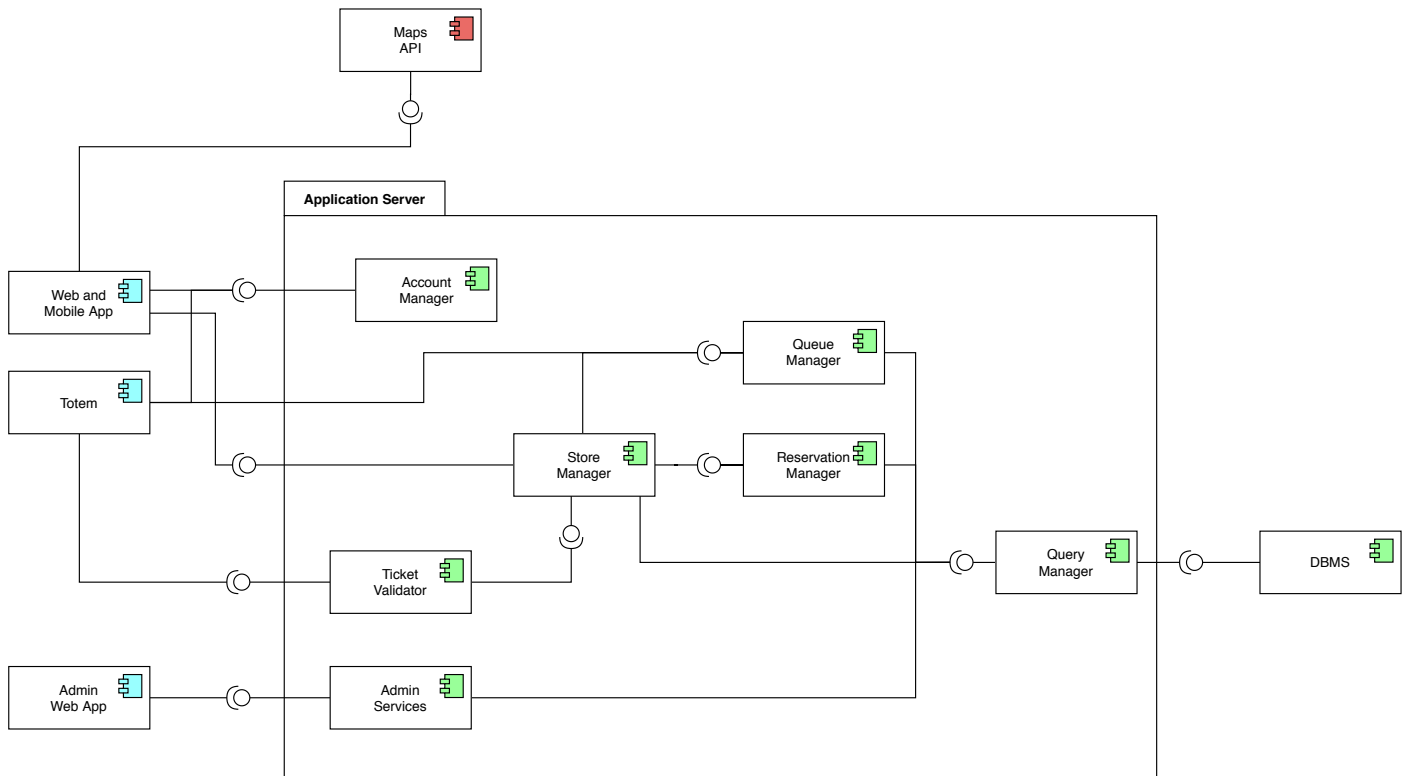 Maps
API
Application Server
Web and
Mobile App
Account
Manager
Queue
Manager
Totem
Store
Manager
Reservation
Manager
Query
Manager
DBMS
Ticket
Validator
Admin
Web App
Admin
Services